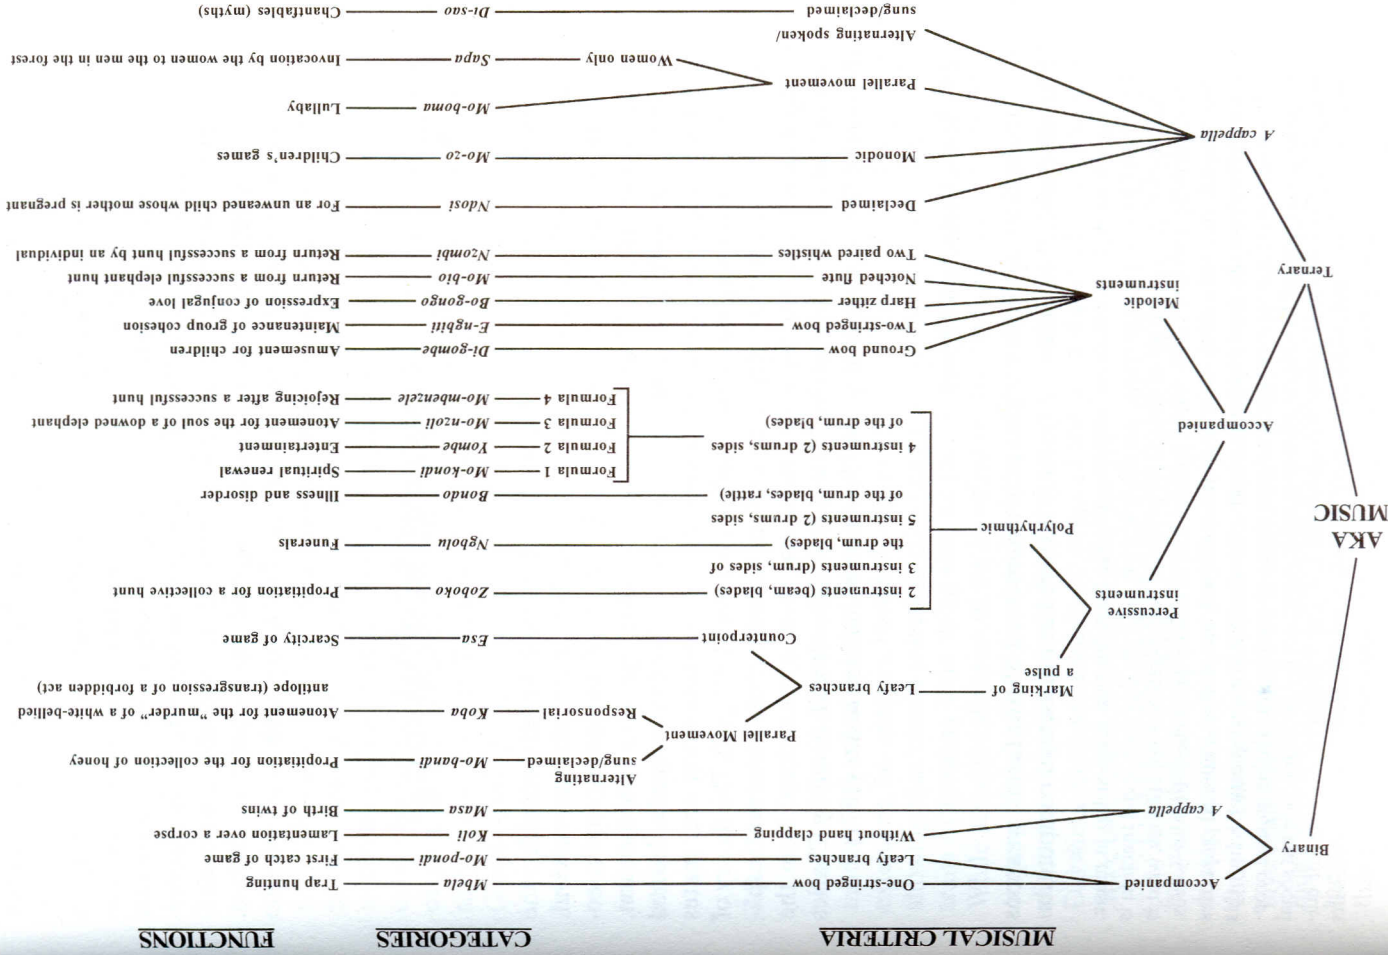 MUSICAL CRITERIA CATEGORIES FUNCTIONS
Accompanied One-stringed bow Mbela Trap hunting
Leafy branches Mo-pondi First catch of game
Binary
Without hand clapping Koli Lamentation over a corpse
A cappella Masa Birth of twins
Alternating
sung/declaimed Mo-bandi Propitiation for the collection of honey
Parallel Movement
Responsorial Koba Atonement for the "murder" of a white-bellied
antilope (transgression of a forbidden act)
Marking of
a pulse
Leafy branches
Counterpoint Esa Scarcity of game
Percussive
instruments
2 instruments (beam, blades) Zoboko Propitiation for a collective hunt
3 instruments (drum, sides of
the drum, blades) Ngbolu Funerals
AKA
MUSIC
Polyrhythmic
5 instruments (2 drums, sides
of the drum, blades, rattle) Bondo Illness and disorder
Formula 1 Mo-kondi Spiritual renewal
4 instruments (2 drums, sides
of the drum, blades)
Formula 2 Yombe Entertainment
Formula 3 Mo-nzoli Atonement for the soul of a downed elephant
Formula 4 Mo-mbenzele Rejoicing after a successful hunt
Accompanied
Ground bow Di-gombe Amusement for children
Two-stringed bow E-ngbiti Maintenance of group cohesion
Melodic
instruments
Harp zither Bo-gongo Expression of conjugal love
Notched flute Mo-bio Return from a successful elephant hunt
Two paired whistles Nzombi Return from a successful hunt by an individual
Ternary
Declaimed Ndosi For an unweaned child whose mother is pregnant
Monodic Mo-zo Children's games
A cappella
Mo-boma Lullaby
Parallel movement
Women only Sapa Invocation by the women to the men in the forest
Alternating spoken/
sung/declaimed Di-sao Chantfables (myths)